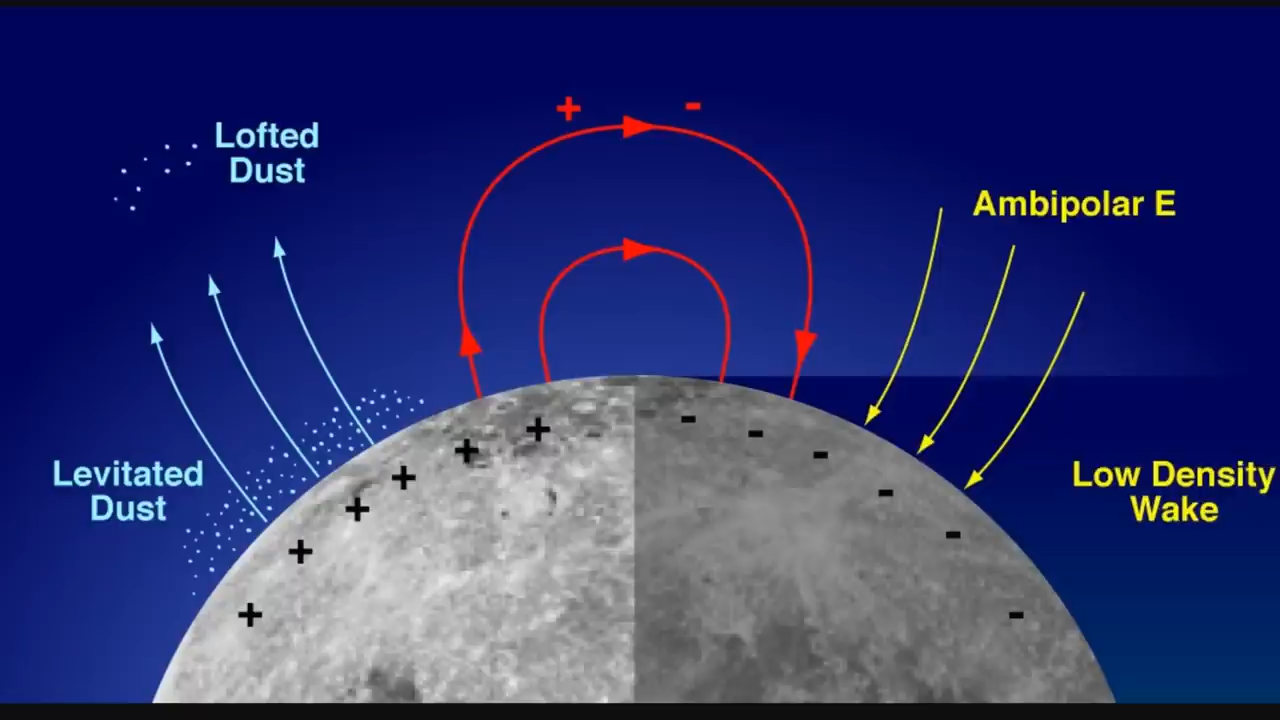 + -
Lofted
Dust
Ambipolar E
Levitated
Dust
Low Density
Wake
+ + + + + +
- - - - - -